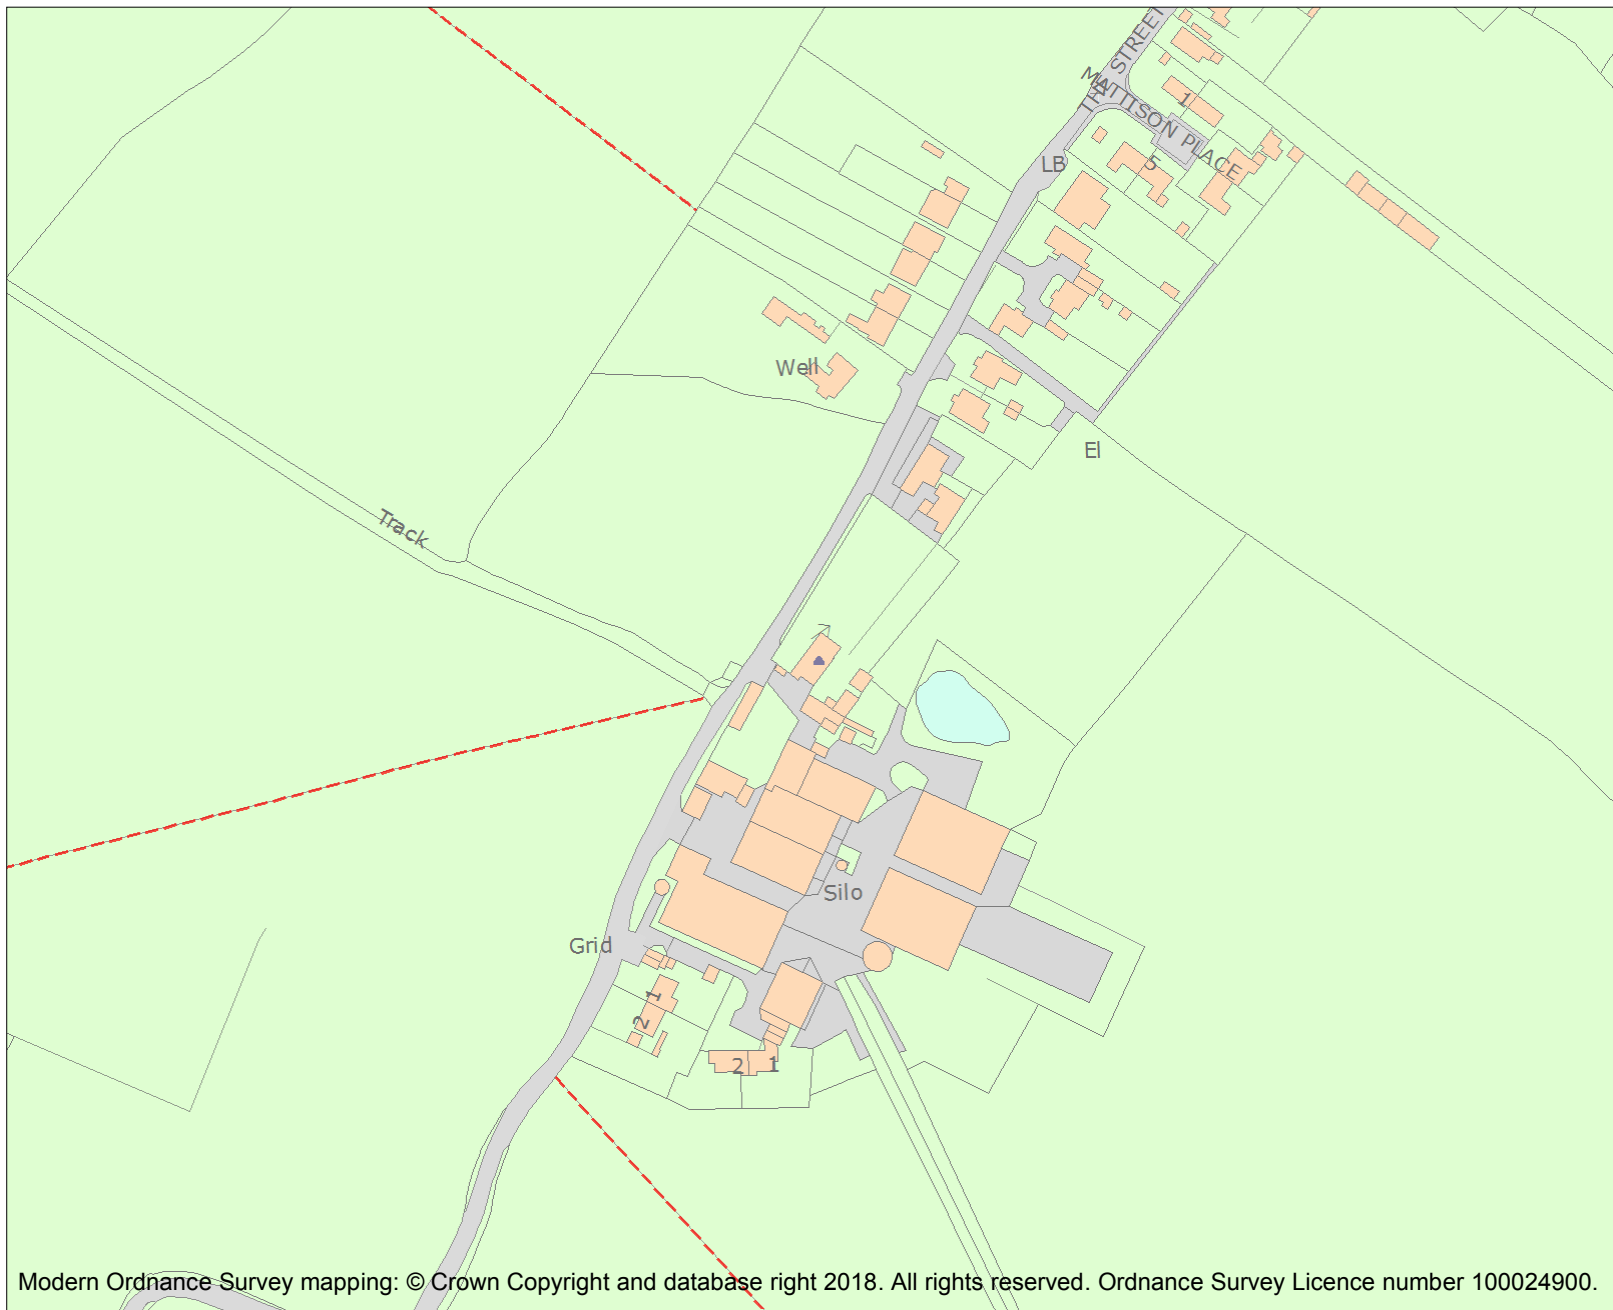 THE STREET
MATTISON PLACE
1
LB
5
Well
El
Track
Silo
Grid
1
2
2
1
Modern Ordnance Survey mapping: © Crown Copyright and database right 2018. All rights reserved. Ordnance Survey Licence number 100024900.